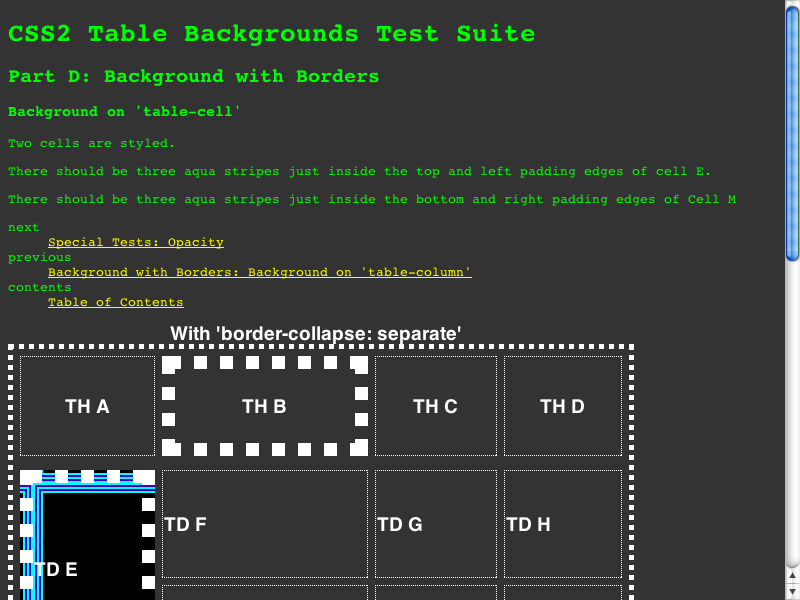 CSS2 Table Backgrounds Test Suite
Part D: Background with Borders
Background on 'table-cell'
Two cells are styled.
There should be three aqua stripes just inside the top and left padding edges of cell E.
There should be three aqua stripes just inside the bottom and right padding edges of Cell M
next
Special Tests: Opacity
previous
Background with Borders: Background on 'table-column'
contents
Table of Contents
With 'border-collapse: separate'
TH A TH B TH C TH D
TD F TD G TD H
TD E